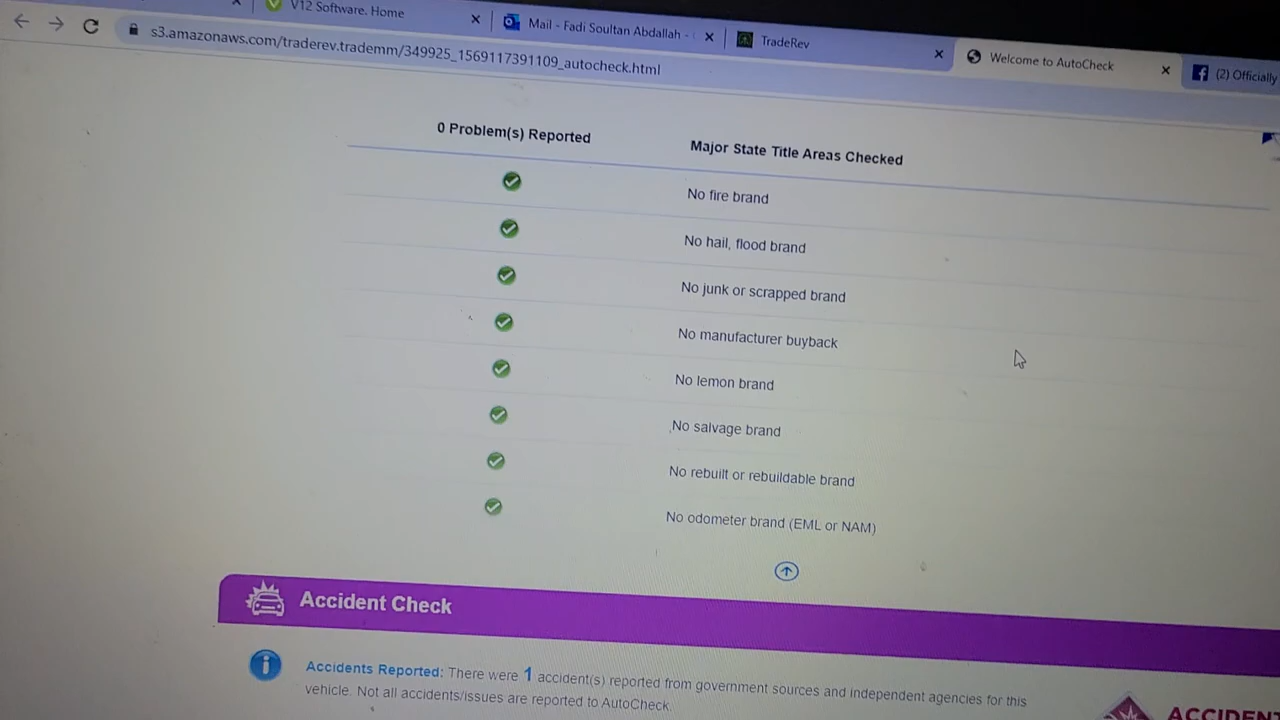 V12 Software. Home
Mail - Fadi Soultan Abdallah -
TradeRev
Welcome to AutoCheck
(2) Officially
s3.amazonaws.com/traderev.trademm/349925_1569117391109_autocheck.html
0 Problem(s) Reported
Major State Title Areas Checked
No fire brand
No hail, flood brand
No junk or scrapped brand
No manufacturer buyback
No lemon brand
No salvage brand
No rebuilt or rebuildable brand
No odometer brand (EML or NAM)
Accident Check
Accidents Reported: There were 1 accident(s) reported from government sources and independent agencies for this
vehicle. Not all accidents/issues are reported to AutoCheck.
ACCIDENT